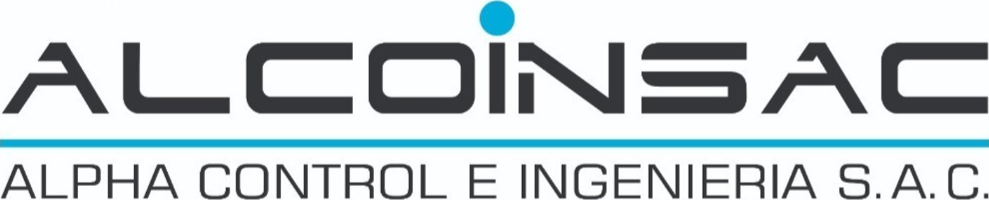 ALCOiNSAC
ALPHA CONTROL E INGENIERIA S.A.C.